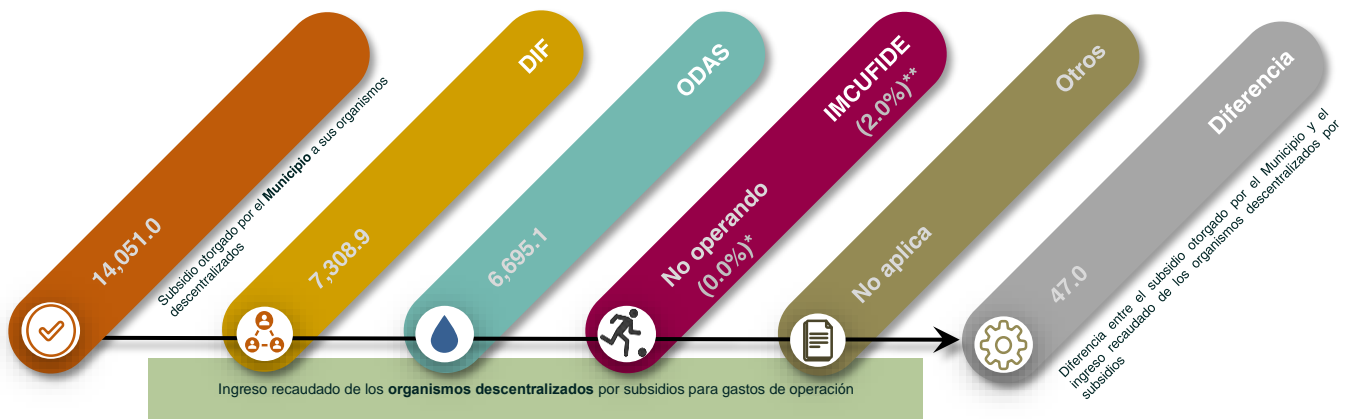 14,051.0
Subsidio otorgado por el Municipio a sus organismos
descentralizados
DIF
7,308.9
ODAS
6,695.1
IMCUFIDE
(2.0%)**
No operando
(0.0%)*
Otros
No aplica
Diferencia
47.0
Diferencia entre el subsidio otorgado por el Municipio y el
ingreso recaudado de los organismos descentralizados por
subsidios
Ingreso recaudado de los organismos descentralizados por subsidios para gastos de operación